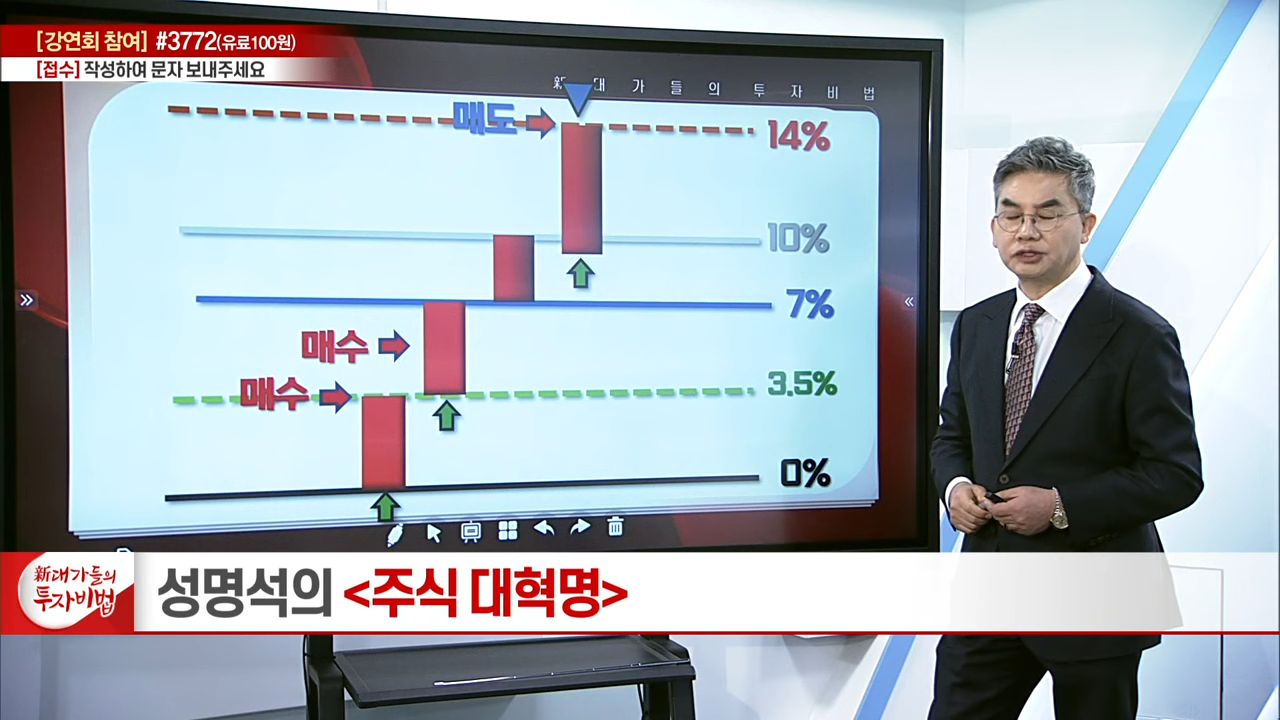 [강연회 참여] #3772(유료100원)
[접수] 작성하여 문자 보내주세요
新 대 가 들 의 투 자 비 법
매도
14%
10%
7%
매수
매수
3.5%
0%
新대가들의
투자비법
성명석의 <주식 대혁명>